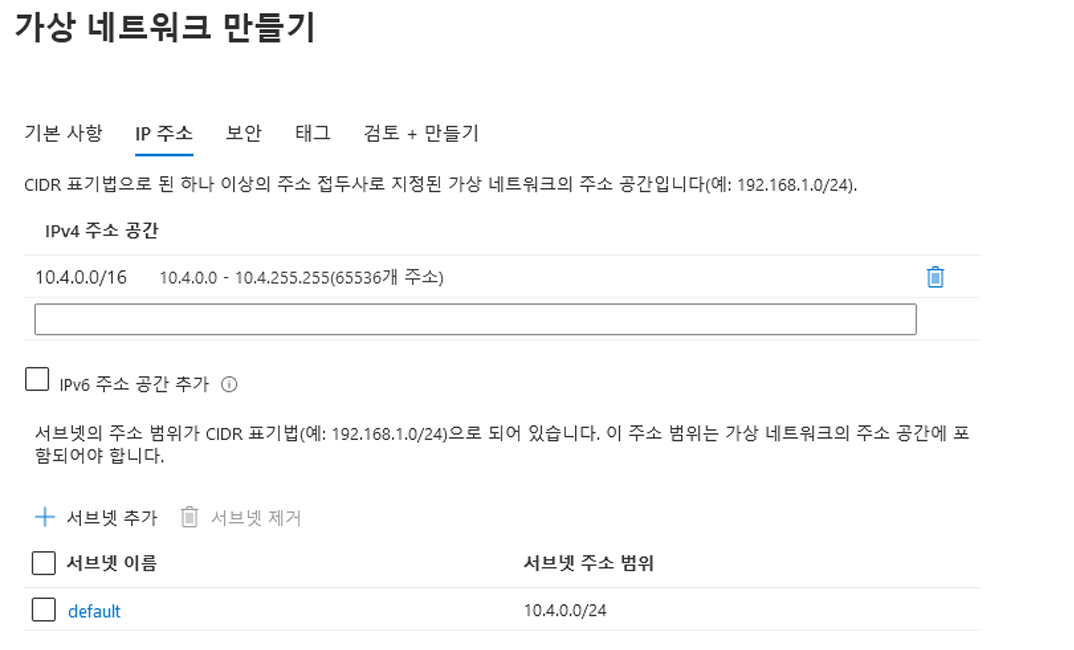 가상 네트워크 만들기
기본 사항 IP 주소 보안 태그 검토 + 만들기
CIDR 표기법으로 된 하나 이상의 주소 접두사로 지정된 가상 네트워크의 주소 공간입니다(예: 192.168.1.0/24).
IPv4 주소 공간
10.4.0.0/16 10.4.0.0 - 10.4.255.255(65536개 주소)
IPv6 주소 공간 추가
서브넷의 주소 범위가 CIDR 표기법(예: 192.168.1.0/24)으로 되어 있습니다. 이 주소 범위는 가상 네트워크의 주소 공간에 포
함되어야 합니다.
서브넷 추가 서브넷 제거
서브넷 이름 서브넷 주소 범위
default 10.4.0.0/24